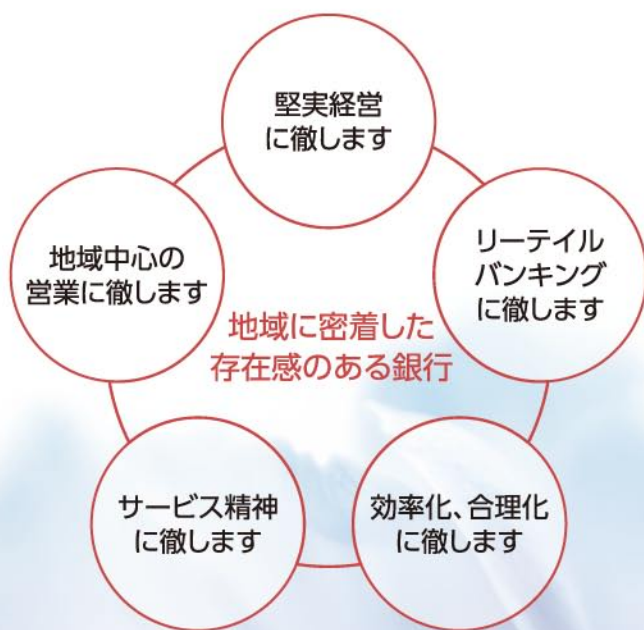 堅実経営
に徹します
リーテイル
バンキング
に徹します
効率化、合理化
に徹します
サービス精神
に徹します
地域中心の
営業に徹します
地域に密着した
存在感のある銀行